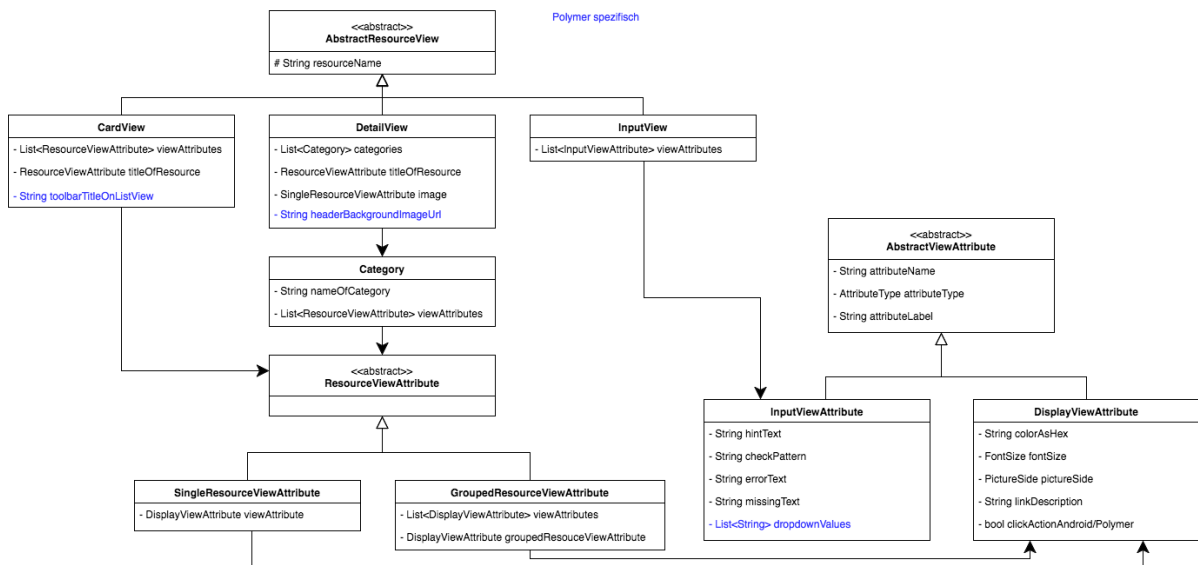 Polymer spezifisch
<<abstract>>
AbstractResourceView
# String resourceName
CardView
- List<ResourceViewAttribute> viewAttributes
- ResourceViewAttribute titleOfResource
- String toolbarTitleOnListView
DetailView
- List<Category> categories
- ResourceViewAttribute titleOfResource
- SingleResourceViewAttribute image
- String headerBackgroundImageUrl
InputView
- List<InputViewAttribute> viewAttributes
<<abstract>>
AbstractViewAttribute
- String attributeName
- AttributeType attributeType
- String attributeLabel
Category
- String nameOfCategory
- List<ResourceViewAttribute> viewAttributes
<<abstract>>
ResourceViewAttribute
InputViewAttribute
- String hintText
- String checkPattern
- String errorText
- String missingText
- List<String> dropdownValues
DisplayViewAttribute
- String colorAsHex
- FontSize fontSize
- PictureSide pictureSide
- String linkDescription
- bool clickActionAndroid/Polymer
SingleResourceViewAttribute
- DisplayViewAttribute viewAttribute
GroupedResourceViewAttribute
- List<DisplayViewAttribute> viewAttributes
- DisplayViewAttribute groupedResouceViewAttribute